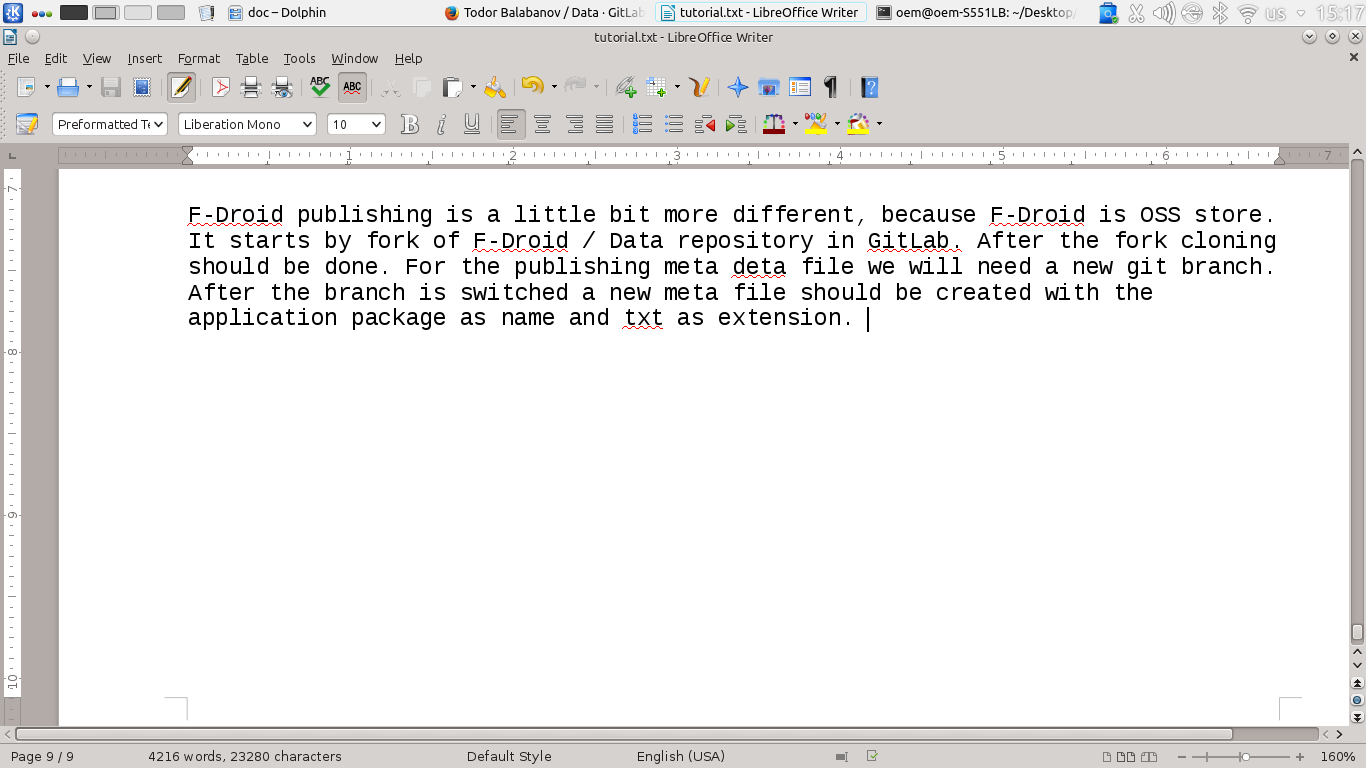 doc – Dolphin
Todor Balabanov / Data · GitLab
tutorial.txt - LibreOffice Writer
oem@oem-S551LB: ~/Desktop/
us
15:17
tutorial.txt - LibreOffice Writer
File Edit View Insert Format Table Tools Window Help
ABC ABC
Preformatted Te Liberation Mono 10 B i U
1 2 3 4 5 6 7
7
F-Droid publishing is a little bit more different, because F-Droid is OSS store.
It starts by fork of F-Droid / Data repository in GitLab. After the fork cloning
should be done. For the publishing meta deta file we will need a new git branch.
After the branch is switched a new meta file should be created with the
application package as name and txt as extension.
8
9
10
Page 9 / 9 4216 words, 23280 characters Default Style English (USA) 160%